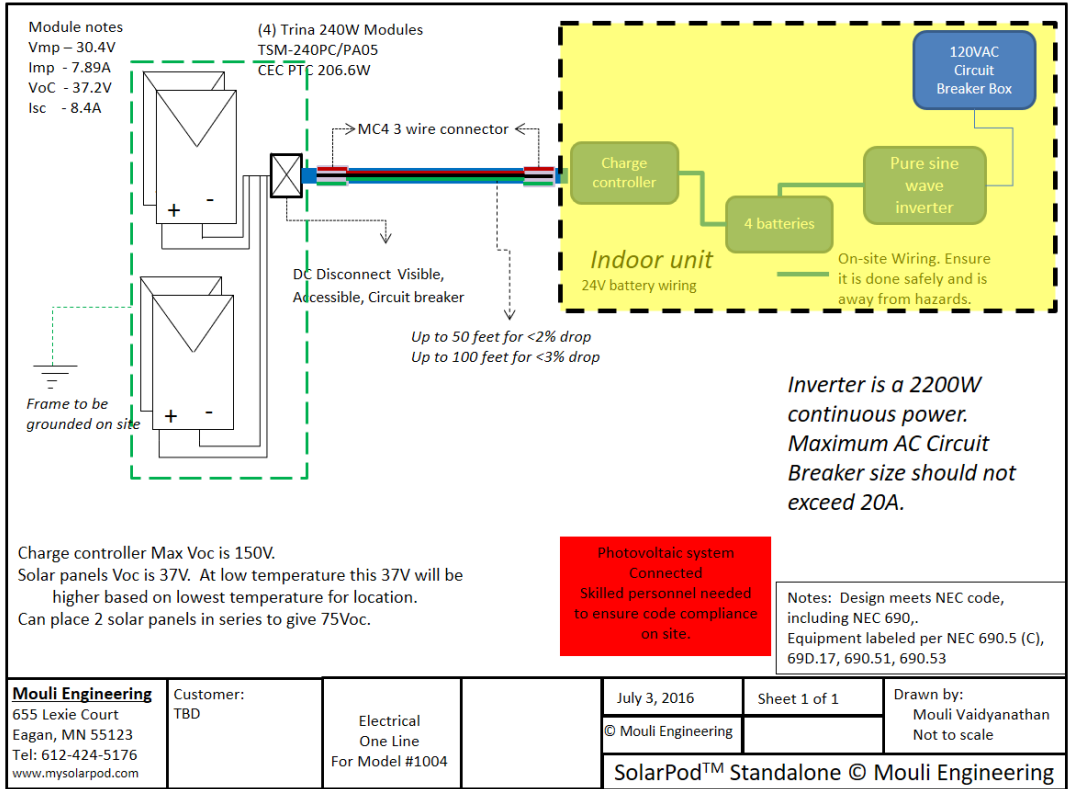 Module notes
Vmp – 30.4V
Imp - 7.89A
VoC - 37.2V
Isc - 8.4A
(4) Trina 240W Modules
TSM-240PC/PA05
CEC PTC 206.6W
+ -
+ -
MC4 3 wire connector
DC Disconnect Visible,
Accessible, Circuit breaker
Up to 50 feet for <2% drop
Up to 100 feet for <3% drop
Frame to be
grounded on site
120VAC
Circuit
Breaker Box
Charge
controller
Pure sine
wave
inverter
4 batteries
Indoor unit
24V battery wiring
On-site Wiring. Ensure
it is done safely and is
away from hazards.
Inverter is a 2200W
continuous power.
Maximum AC Circuit
Breaker size should not
exceed 20A.
Charge controller Max Voc is 150V.
Solar panels Voc is 37V. At low temperature this 37V will be
higher based on lowest temperature for location.
Can place 2 solar panels in series to give 75Voc.
Photovoltaic system
Connected
Skilled personnel needed
to ensure code compliance
on site.
Notes: Design meets NEC code,
including NEC 690,.
Equipment labeled per NEC 690.5 (C),
69D.17, 690.51, 690.53
Mouli Engineering
655 Lexie Court
Eagan, MN 55123
Tel: 612-424-5176
www.mysolarpod.com
Customer:
TBD
Electrical
One Line
For Model #1004
July 3, 2016
Sheet 1 of 1
© Mouli Engineering
Drawn by:
Mouli Vaidyanathan
Not to scale
SolarPod™ Standalone © Mouli Engineering